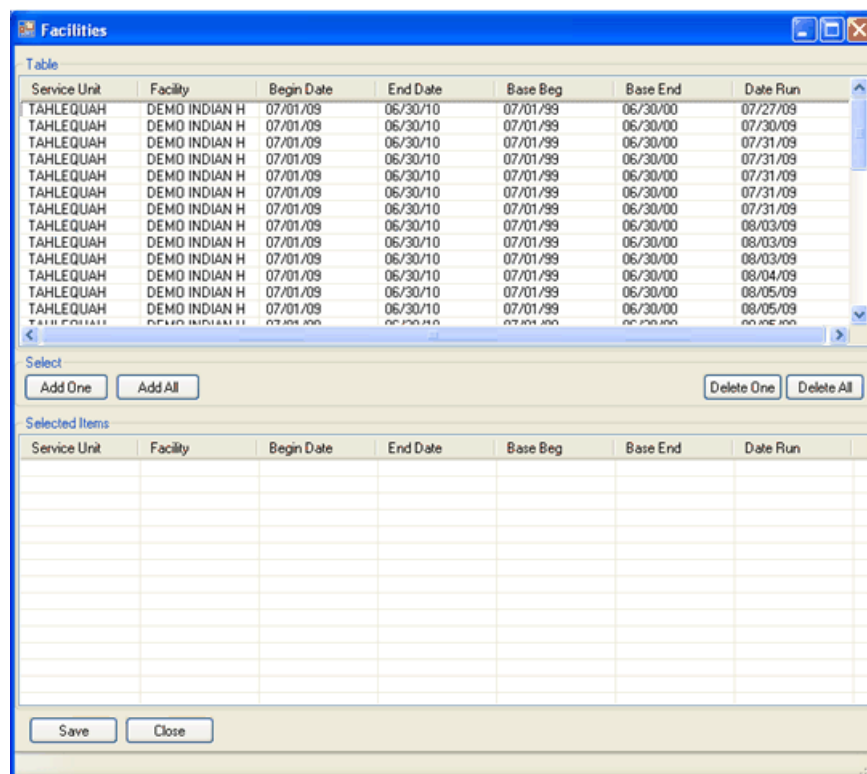 Facilities
Table
Service Unit Facility Begin Date End Date Base Beg Base End Date Run
TAHLEQUAH DEMO INDIAN H 07/01/09 06/30/10 07/01/99 06/30/00 07/27/09
TAHLEQUAH DEMO INDIAN H 07/01/09 06/30/10 07/01/99 06/30/00 07/30/09
TAHLEQUAH DEMO INDIAN H 07/01/09 06/30/10 07/01/99 06/30/00 07/31/09
TAHLEQUAH DEMO INDIAN H 07/01/09 06/30/10 07/01/99 06/30/00 07/31/09
TAHLEQUAH DEMO INDIAN H 07/01/09 06/30/10 07/01/99 06/30/00 07/31/09
TAHLEQUAH DEMO INDIAN H 07/01/09 06/30/10 07/01/99 06/30/00 07/31/09
TAHLEQUAH DEMO INDIAN H 07/01/09 06/30/10 07/01/99 06/30/00 07/31/09
TAHLEQUAH DEMO INDIAN H 07/01/09 06/30/10 07/01/99 06/30/00 08/03/09
TAHLEQUAH DEMO INDIAN H 07/01/09 06/30/10 07/01/99 06/30/00 08/03/09
TAHLEQUAH DEMO INDIAN H 07/01/09 06/30/10 07/01/99 06/30/00 08/03/09
TAHLEQUAH DEMO INDIAN H 07/01/09 06/30/10 07/01/99 06/30/00 08/04/09
TAHLEQUAH DEMO INDIAN H 07/01/09 06/30/10 07/01/99 06/30/00 08/05/09
TAHLEQUAH DEMO INDIAN H 07/01/09 06/30/10 07/01/99 06/30/00 08/05/09
Select
Add One Add All Delete One Delete All
Selected Items
Service Unit Facility Begin Date End Date Base Beg Base End Date Run
Save Close